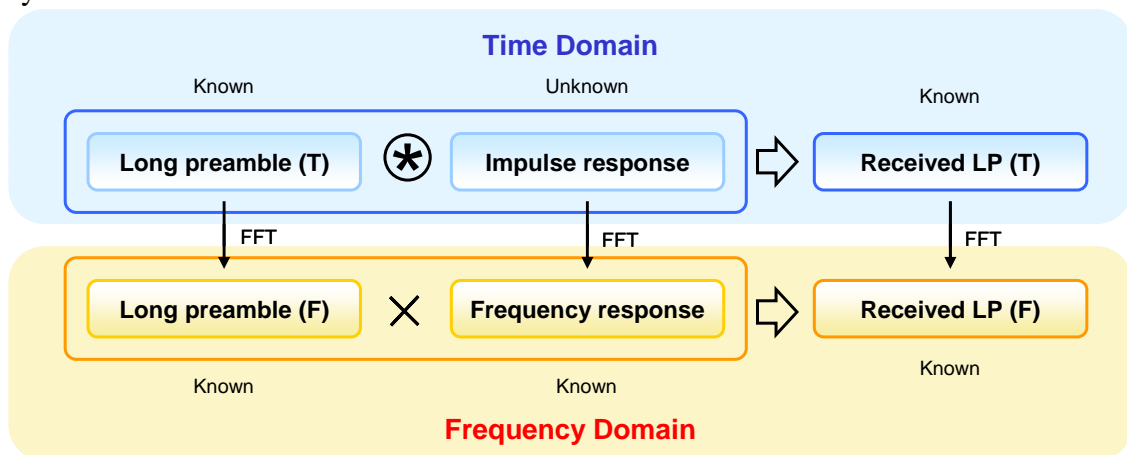 y
Time Domain
Known
Unknown
Known
Long preamble (T)
Impulse response
Received LP (T)
FFT
FFT
FFT
Long preamble (F)
Frequency response
Received LP (F)
Known
Known
Known
Frequency Domain